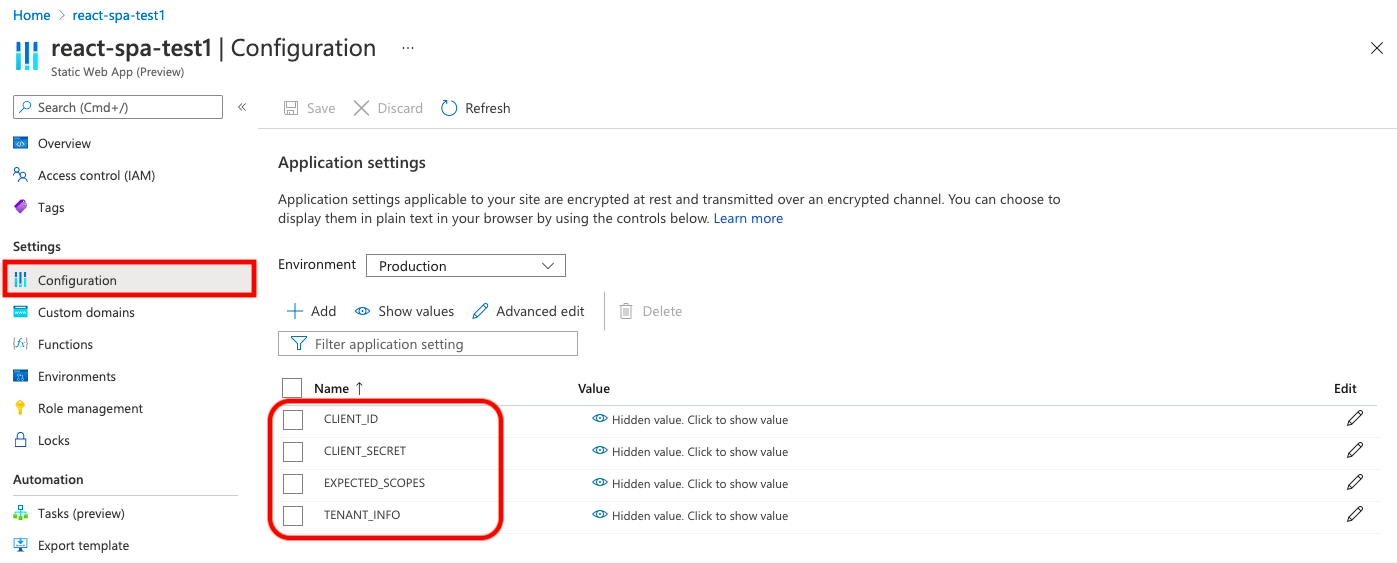 Home > react-spa-test1
react-spa-test1 | Configuration ...
Static Web App (Preview)
Search (Cmd+/)
«
Save
Discard
Refresh
Overview
Access control (IAM)
Tags
Settings
Configuration
Custom domains
Functions
Environments
Role management
Locks
Automation
Tasks (preview)
Export template
Application settings
Application settings applicable to your site are encrypted at rest and transmitted over an encrypted channel. You can choose to
display them in plain text in your browser by using the controls below. Learn more
Environment
Production
Add
Show values
Advanced edit
Delete
Filter application setting
Name ↑ Value Edit
CLIENT_ID Hidden value. Click to show value
CLIENT_SECRET Hidden value. Click to show value
EXPECTED_SCOPES Hidden value. Click to show value
TENANT_INFO Hidden value. Click to show value